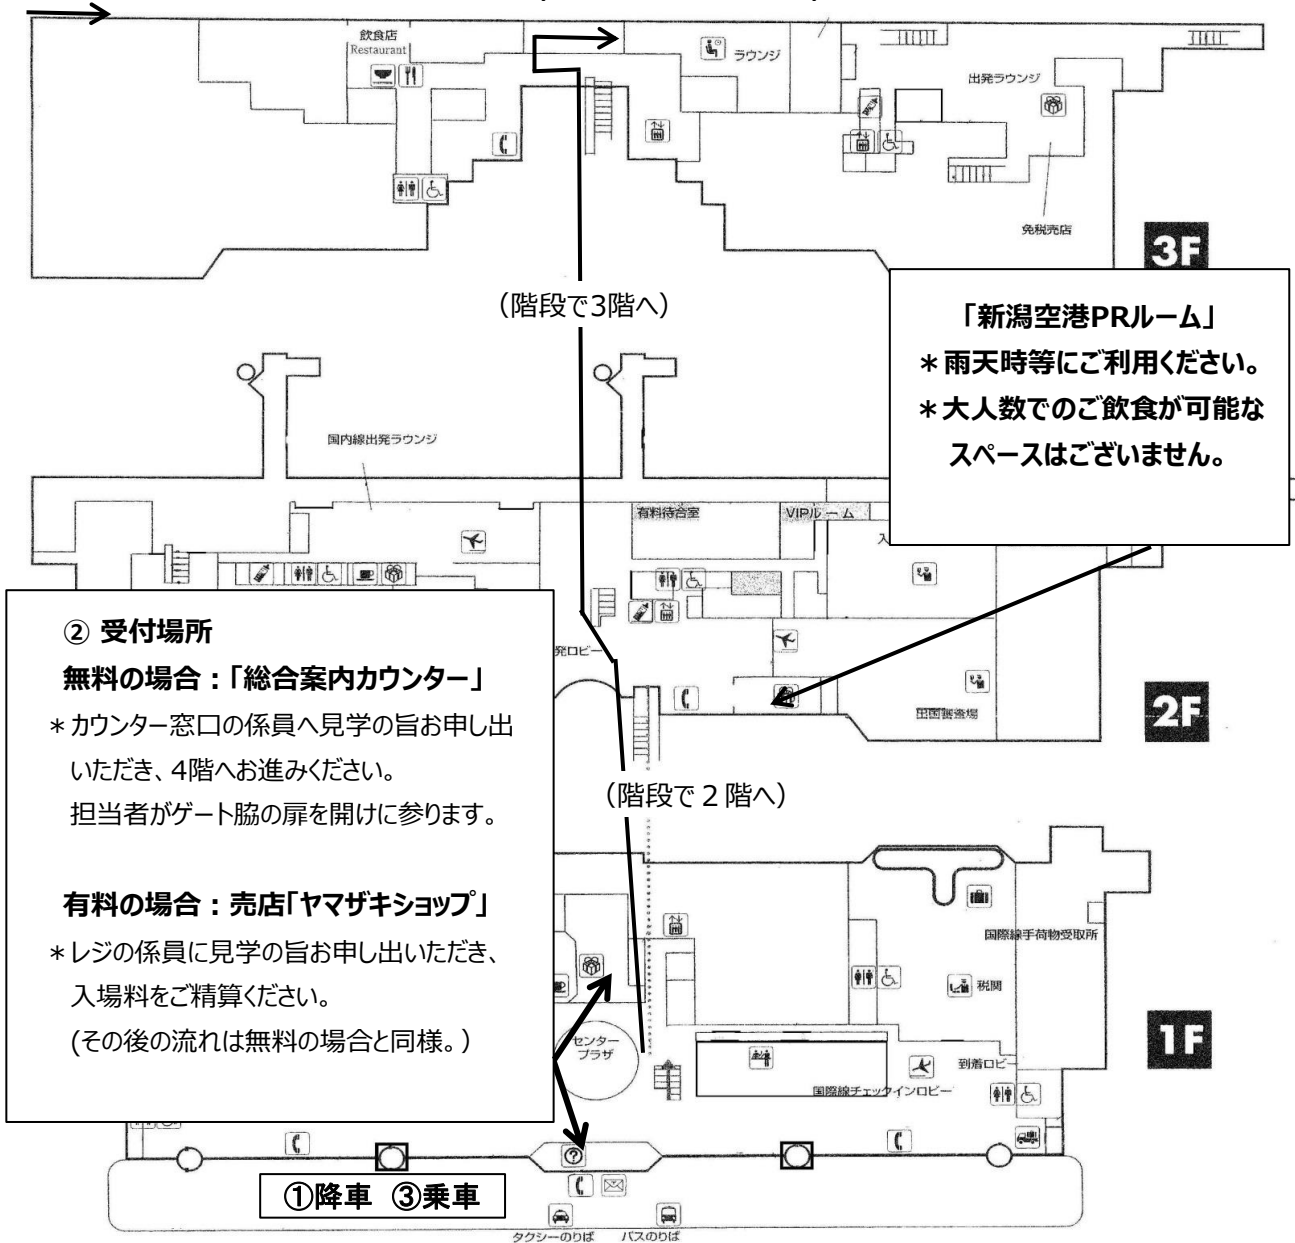 飲食店
Restaurant
ラウンジ
出発ラウンジ
免税売店
3F
（階段で3階へ）
「新潟空港PRルーム」
＊雨天時等にご利用ください。
＊大人数でのご飲食が可能な
スペースはございません。
国内線出発ラウンジ
有料待合室
VIPルーム
入
発ロビー
出国審査場
2F
② 受付場所
無料の場合：「総合案内カウンター」
＊カウンター窓口の係員へ見学の旨お申し出
いただき、4階へお進みください。
担当者がゲート脇の扉を開けに参ります。
有料の場合：売店「ヤマザキショップ」
＊レジの係員に見学の旨お申し出いただき、
入場料をご精算ください。
(その後の流れは無料の場合と同様。）
（階段で２階へ）
国際線手荷物受取所
税関
1F
センター
プラザ
到着ロビー
国際線チェックインロビー
①降車 ③乗車
タクシーのりば
バスのりば